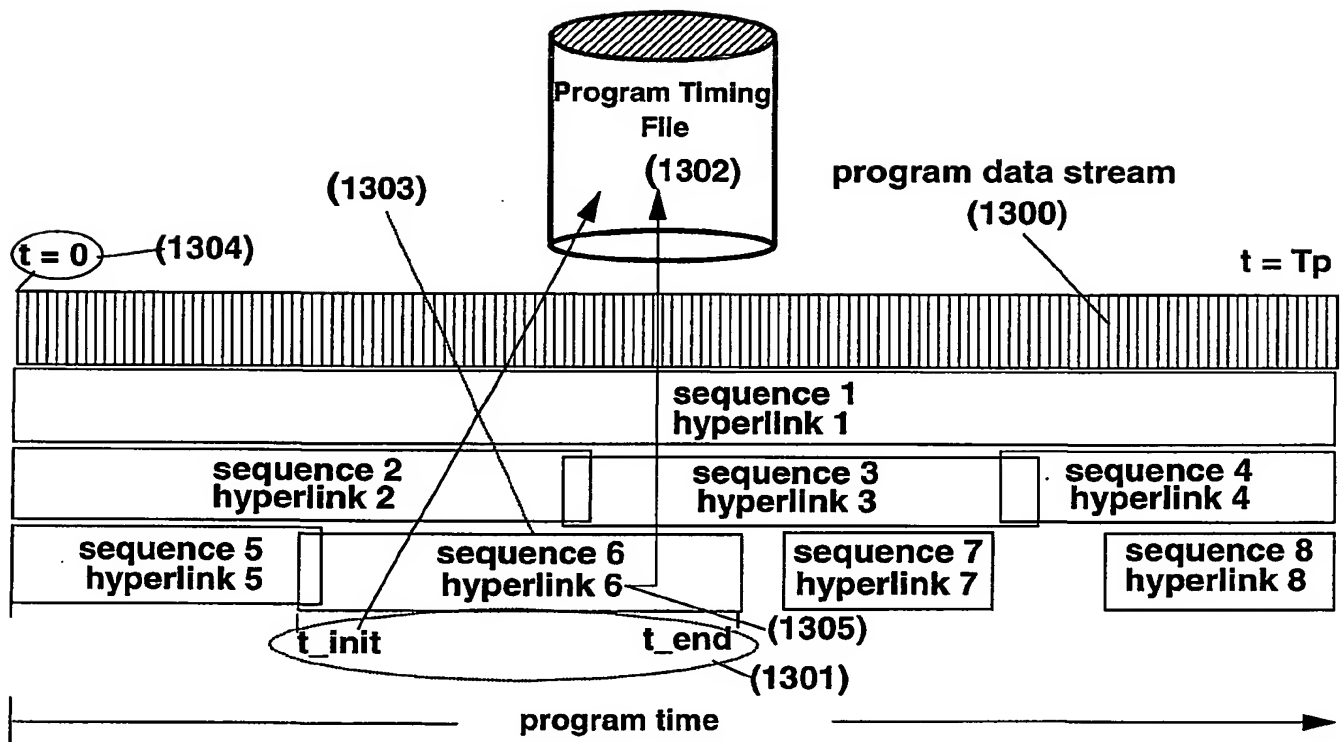 Program Timing
File
(1302)
(1303)
program data stream
(1300)
t = 0
(1304)
t = Tp
sequence 1
hyperlink 1
sequence 2
hyperlink 2
sequence 3
hyperlink 3
sequence 4
hyperlink 4
sequence 5
hyperlink 5
sequence 6
hyperlink 6
sequence 7
hyperlink 7
sequence 8
hyperlink 8
t_init
t_end
(1305)
(1301)
program time